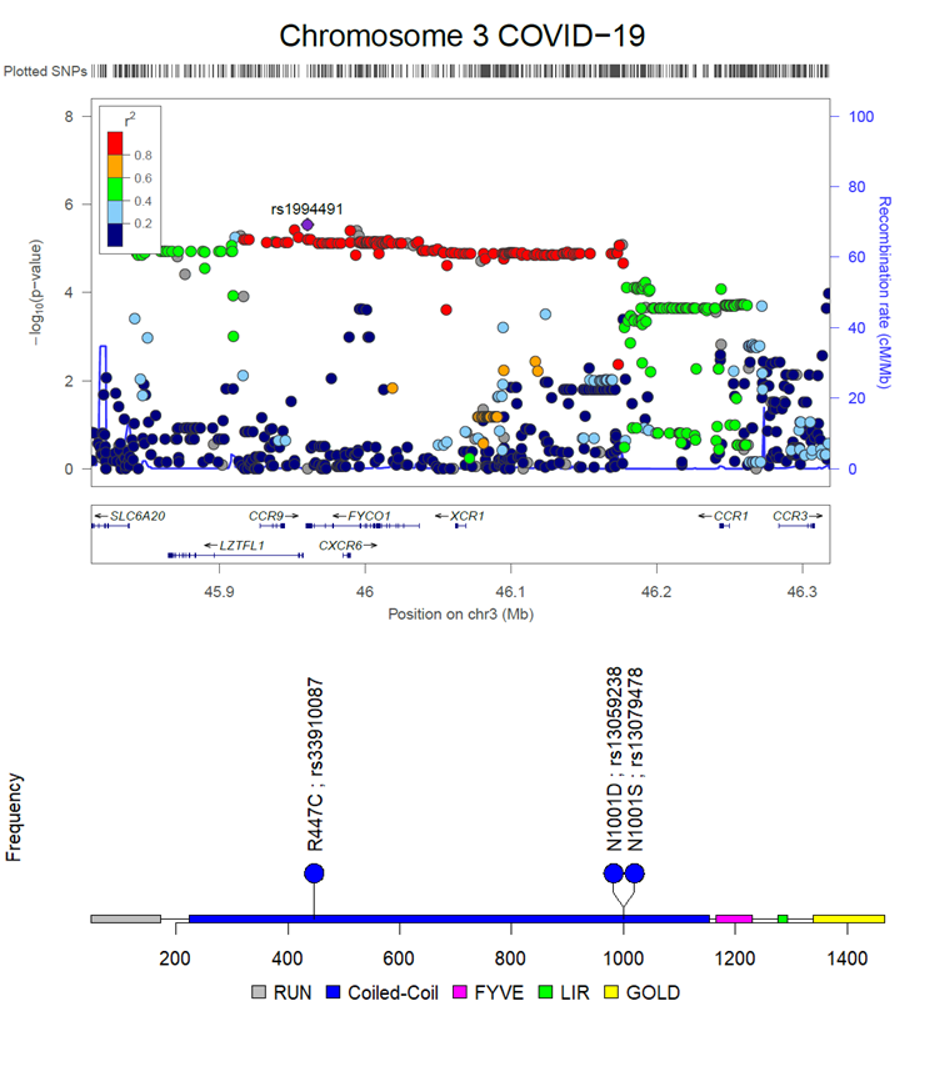 Chromosome 3 COVID−19
Plotted SNPs
8
6
4
2
0
−log10(p−value)
r2
0.8
0.6
0.4
0.2
rs1994491
100
80
60
40
20
0
Recombination rate (cM/Mb)
←SLC6A20 CCR9→ ←FYCO1 ←XCR1 ←CCR1 CCR3→
←LZTFL1 CXCR6→
45.9 46 46.1 46.2 46.3
Position on chr3 (Mb)
Frequency
R447C ; rs33910087
N1001D ; rs13059238
N1001S ; rs13079478
200 400 600 800 1000 1200 1400
RUN Coiled-Coil FYVE LIR GOLD